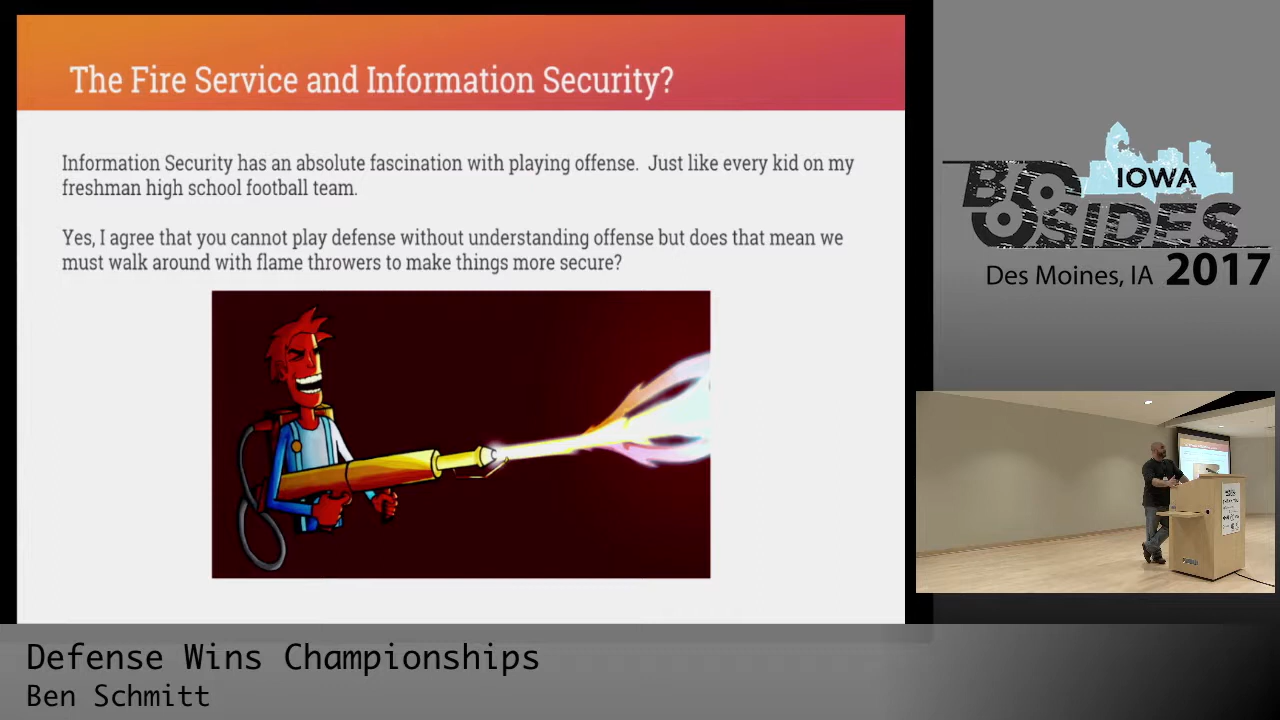 The Fire Service and Information Security?
Information Security has an absolute fascination with playing offense.  Just like every kid on my
freshman high school football team.
Yes, I agree that you cannot play defense without understanding offense but does that mean we
must walk around with flame throwers to make things more secure?
BSIDES
IOWA
Des Moines, IA 2017
Defense Wins Championships
Ben Schmitt